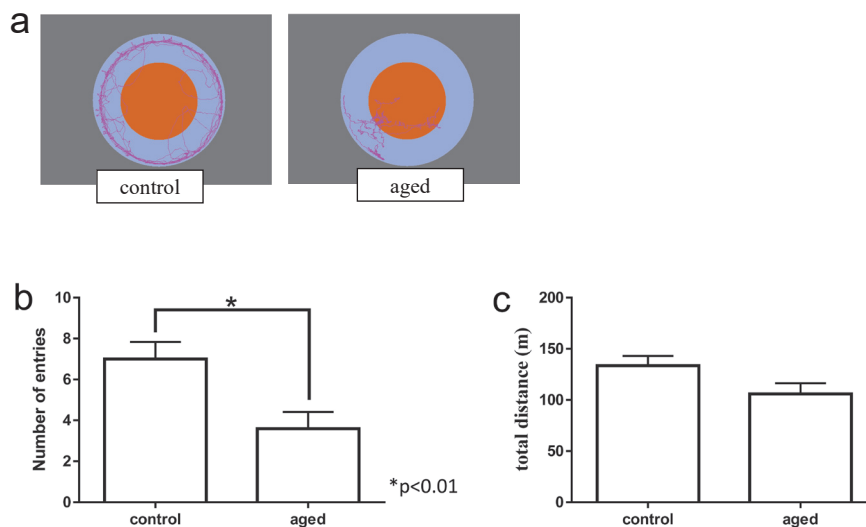 a
control
aged
b
Number of entries
10
8
6
4
2
0
*
control
aged
*p<0.01
c
total distance (m)
200
150
100
50
0
control
aged